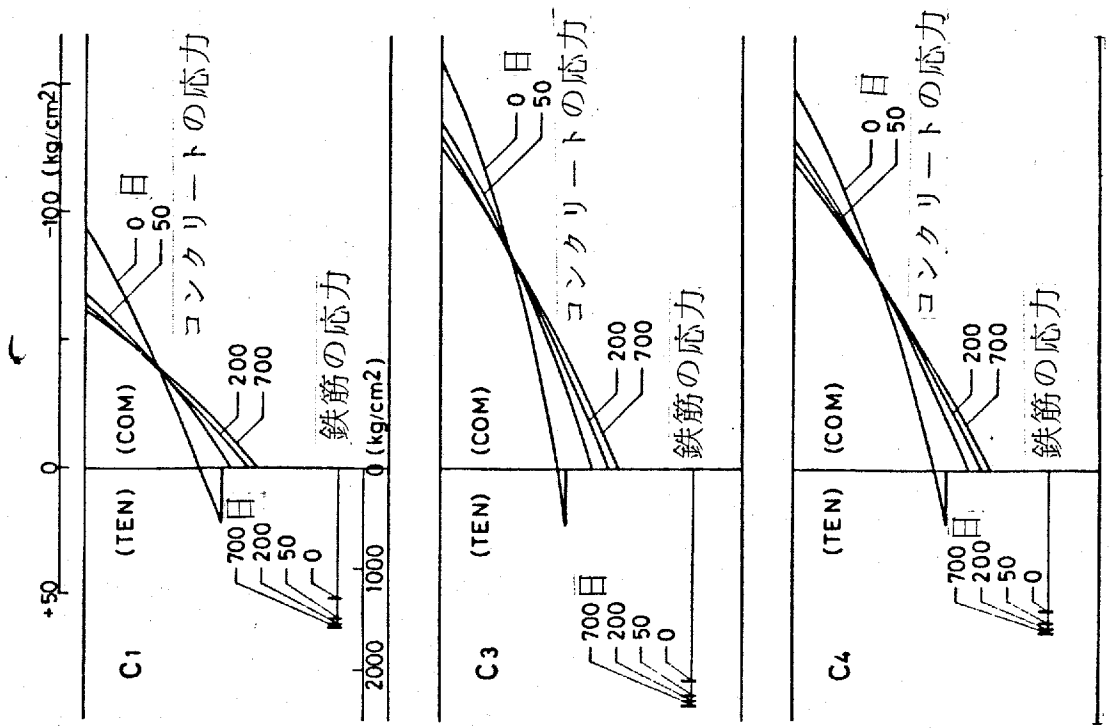 +50 0 -100 (kg/cm2)
C1
(TEN) (COM)
0 日
50
コンクリートの応力
200
700
鉄筋の応力
700日
200
50
0
2000 1000 0 (kg/cm2)
C3
(TEN) (COM)
0 日
50
コンクリートの応力
200
700
鉄筋の応力
700日
200
50
0
C4
(TEN) (COM)
0 日
50
コンクリートの応力
200
700
鉄筋の応力
700日
200
50
0